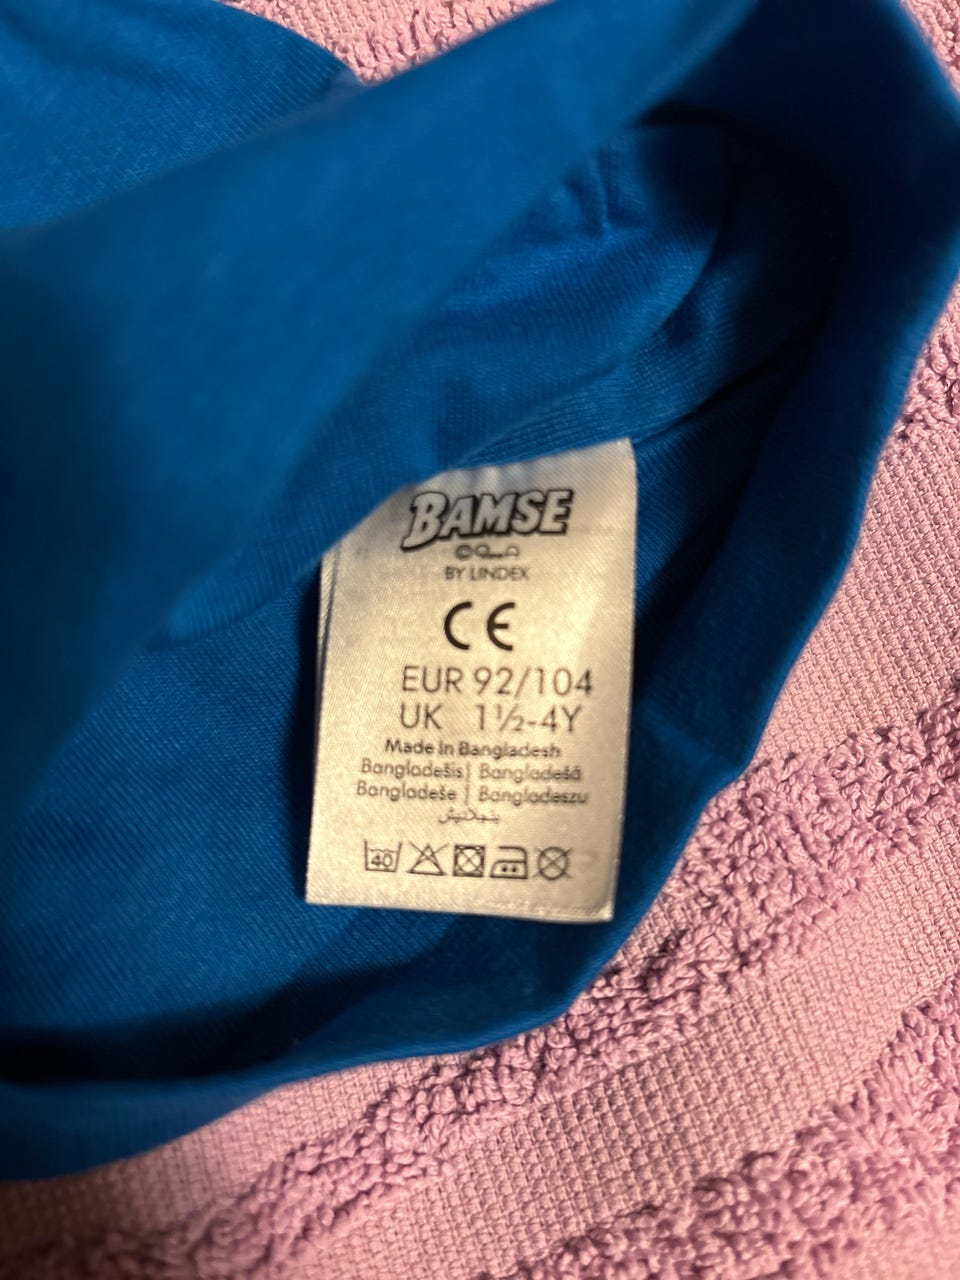 BAMSE
©
BY LINDEX
CE
EUR 92/104
UK 1½-4Y
Made in Bangladesh
Bangladešis | Bangladešā
Bangladeše | Bangladeszu
40